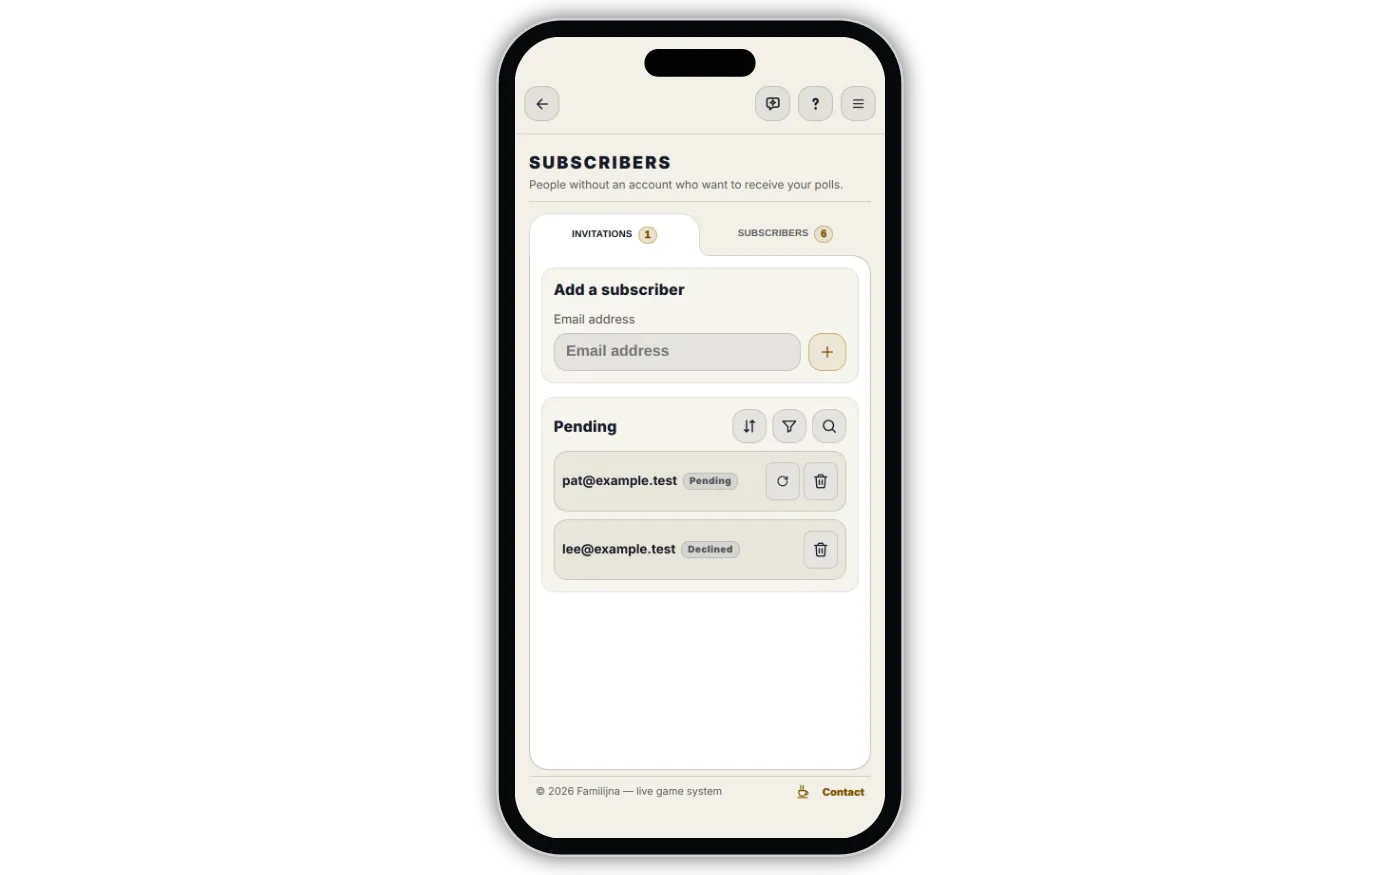 ?
SUBSCRIBERS
People without an account who want to receive your polls.
INVITATIONS 1
SUBSCRIBERS 6
Add a subscriber
Email address
Email address
+
Pending
pat@example.test Pending
lee@example.test Declined
© 2026 Familijna — live game system
Contact